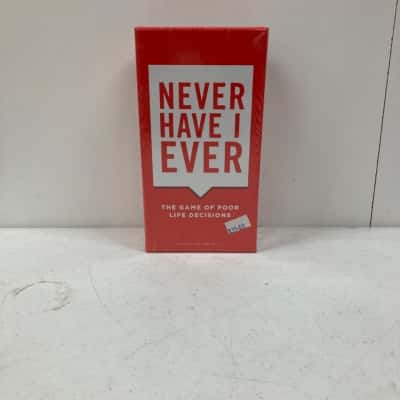 NEVER
HAVE I
EVER
THE GAME OF POOR
LIFE DECISIONS